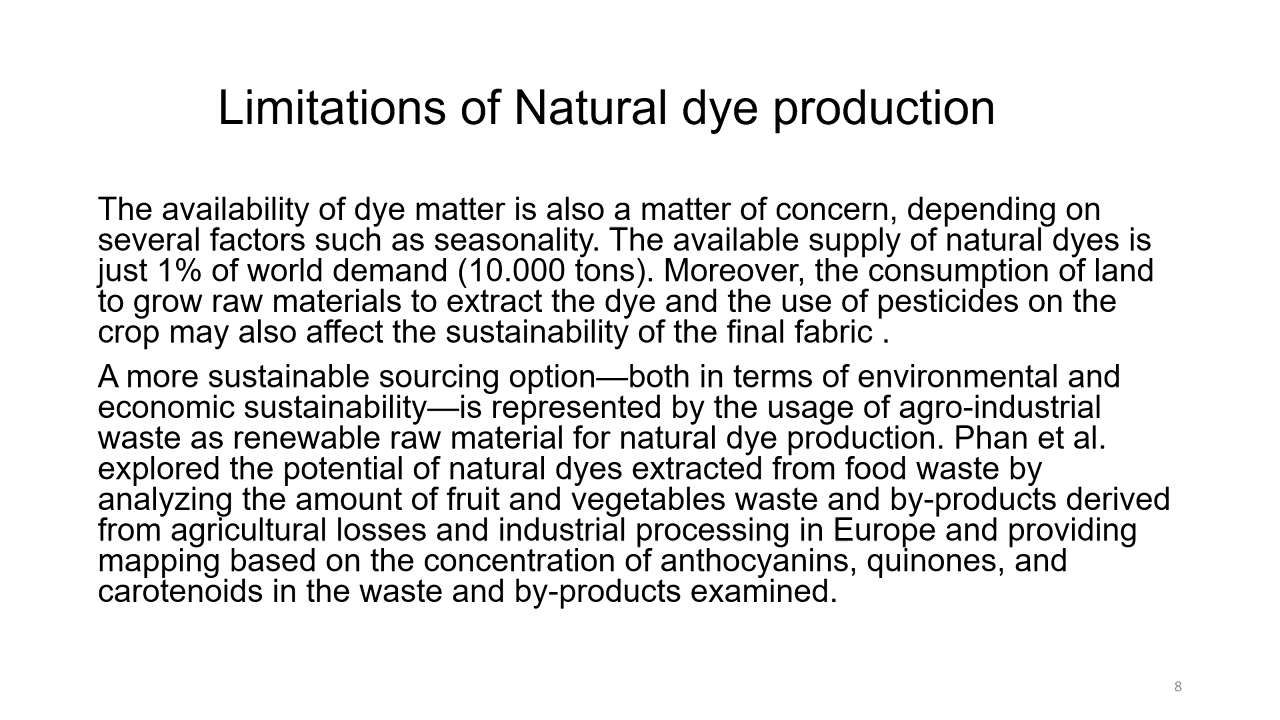 Limitations of Natural dye production
The availability of dye matter is also a matter of concern, depending on
several factors such as seasonality. The available supply of natural dyes is
just 1% of world demand (10.000 tons). Moreover, the consumption of land
to grow raw materials to extract the dye and the use of pesticides on the
crop may also affect the sustainability of the final fabric .
A more sustainable sourcing option—both in terms of environmental and
economic sustainability—is represented by the usage of agro-industrial
waste as renewable raw material for natural dye production. Phan et al.
explored the potential of natural dyes extracted from food waste by
analyzing the amount of fruit and vegetables waste and by-products derived
from agricultural losses and industrial processing in Europe and providing
mapping based on the concentration of anthocyanins, quinones, and
carotenoids in the waste and by-products examined.
8